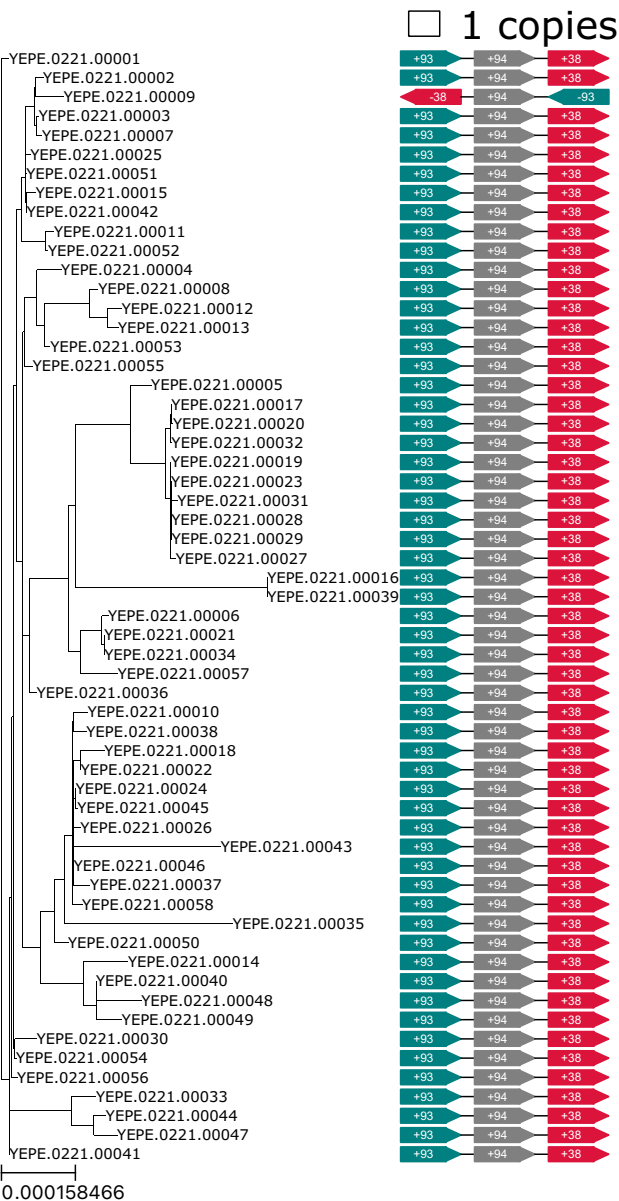 1 copies
YEPE.0221.00001 +93 +94 +38
YEPE.0221.00002 +93 +94 +38
YEPE.0221.00009 -38 +94 -93
YEPE.0221.00003 +93 +94 +38
YEPE.0221.00007 +93 +94 +38
YEPE.0221.00025 +93 +94 +38
YEPE.0221.00051 +93 +94 +38
YEPE.0221.00015 +93 +94 +38
YEPE.0221.00042 +93 +94 +38
YEPE.0221.00011 +93 +94 +38
YEPE.0221.00052 +93 +94 +38
YEPE.0221.00004 +93 +94 +38
YEPE.0221.00008 +93 +94 +38
YEPE.0221.00012 +93 +94 +38
YEPE.0221.00013 +93 +94 +38
YEPE.0221.00053 +93 +94 +38
YEPE.0221.00055 +93 +94 +38
YEPE.0221.00005 +93 +94 +38
YEPE.0221.00017 +93 +94 +38
YEPE.0221.00020 +93 +94 +38
YEPE.0221.00032 +93 +94 +38
YEPE.0221.00019 +93 +94 +38
YEPE.0221.00023 +93 +94 +38
YEPE.0221.00031 +93 +94 +38
YEPE.0221.00028 +93 +94 +38
YEPE.0221.00029 +93 +94 +38
YEPE.0221.00027 +93 +94 +38
YEPE.0221.00016 +93 +94 +38
YEPE.0221.00039 +93 +94 +38
YEPE.0221.00006 +93 +94 +38
YEPE.0221.00021 +93 +94 +38
YEPE.0221.00034 +93 +94 +38
YEPE.0221.00057 +93 +94 +38
YEPE.0221.00036 +93 +94 +38
YEPE.0221.00010 +93 +94 +38
YEPE.0221.00038 +93 +94 +38
YEPE.0221.00018 +93 +94 +38
YEPE.0221.00022 +93 +94 +38
YEPE.0221.00024 +93 +94 +38
YEPE.0221.00045 +93 +94 +38
YEPE.0221.00026 +93 +94 +38
YEPE.0221.00043 +93 +94 +38
YEPE.0221.00046 +93 +94 +38
YEPE.0221.00037 +93 +94 +38
YEPE.0221.00058 +93 +94 +38
YEPE.0221.00035 +93 +94 +38
YEPE.0221.00050 +93 +94 +38
YEPE.0221.00014 +93 +94 +38
YEPE.0221.00040 +93 +94 +38
YEPE.0221.00048 +93 +94 +38
YEPE.0221.00049 +93 +94 +38
YEPE.0221.00030 +93 +94 +38
YEPE.0221.00054 +93 +94 +38
YEPE.0221.00056 +93 +94 +38
YEPE.0221.00033 +93 +94 +38
YEPE.0221.00044 +93 +94 +38
YEPE.0221.00047 +93 +94 +38
YEPE.0221.00041 +93 +94 +38
0.000158466